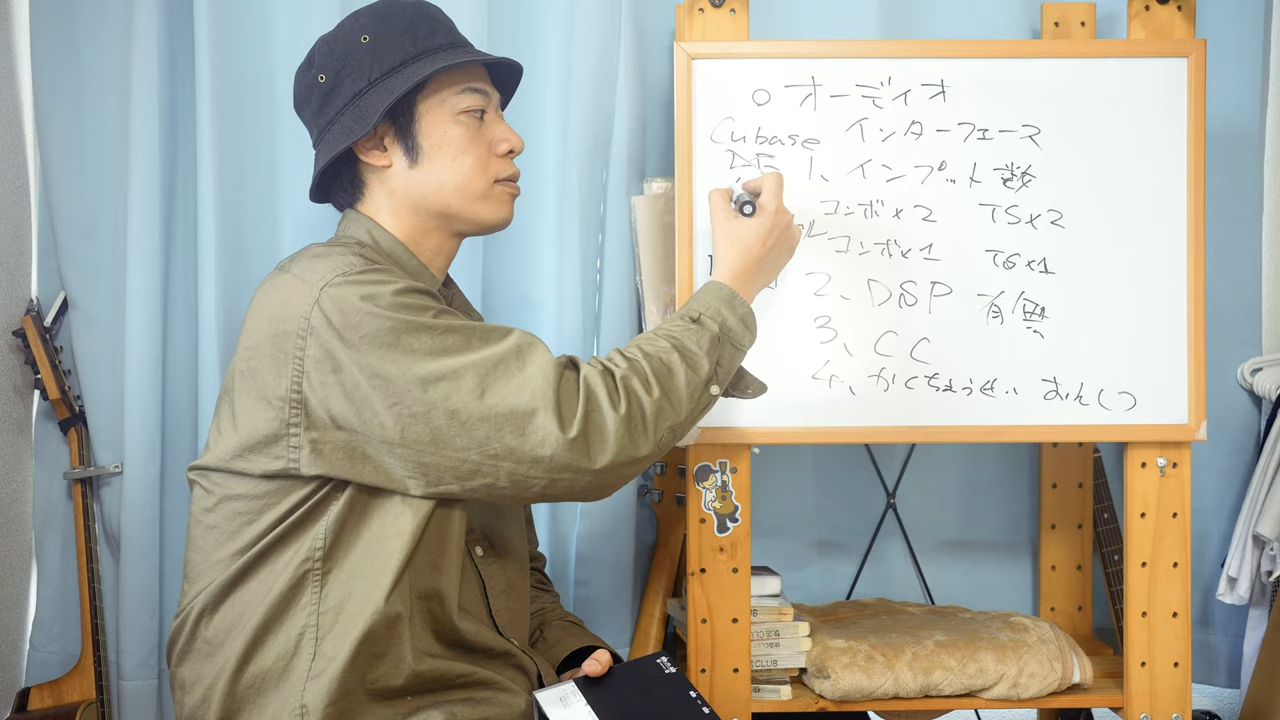 ○ オーディオ
Cubase インターフェース
1、インプット数
コンボ×2 TS×2
コンボ×1 TS×1
2、DSP 有無
3、CC
4、かくちょうせい おんしつ
CLUB
CLUB